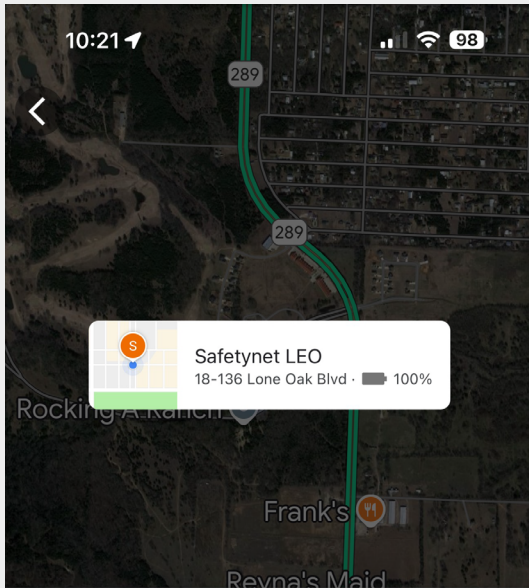 10:21
98
289
289
S
Safetynet LEO
18-136 Lone Oak Blvd · 100%
Rocking A Ranch
Frank's
Reyna's Maid